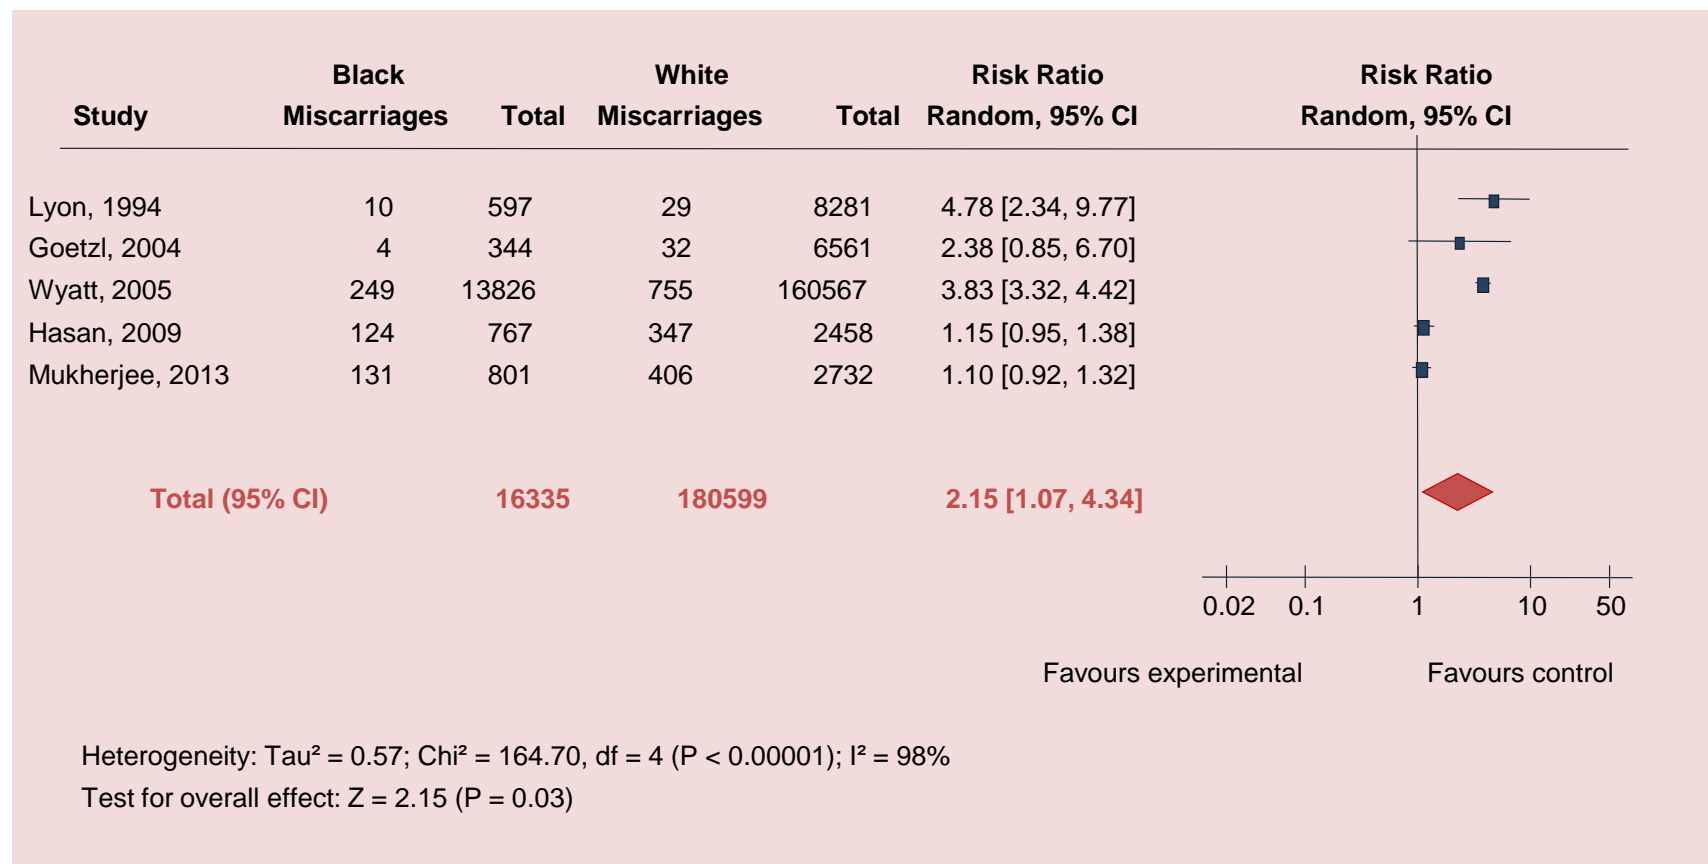 Black White Risk Ratio Risk Ratio
Study Miscarriages Total Miscarriages Total Random, 95% CI Random, 95% CI
Lyon, 1994 10 597 29 8281 4.78 [2.34, 9.77]
Goetzl, 2004 4 344 32 6561 2.38 [0.85, 6.70]
Wyatt, 2005 249 13826 755 160567 3.83 [3.32, 4.42]
Hasan, 2009 124 767 347 2458 1.15 [0.95, 1.38]
Mukherjee, 2013 131 801 406 2732 1.10 [0.92, 1.32]
Total (95% CI) 16335 180599 2.15 [1.07, 4.34]
0.02 0.1 1 10 50
Favours experimental Favours control
Heterogeneity: Tau² = 0.57; Chi² = 164.70, df = 4 (P < 0.00001); I² = 98%
Test for overall effect: Z = 2.15 (P = 0.03)